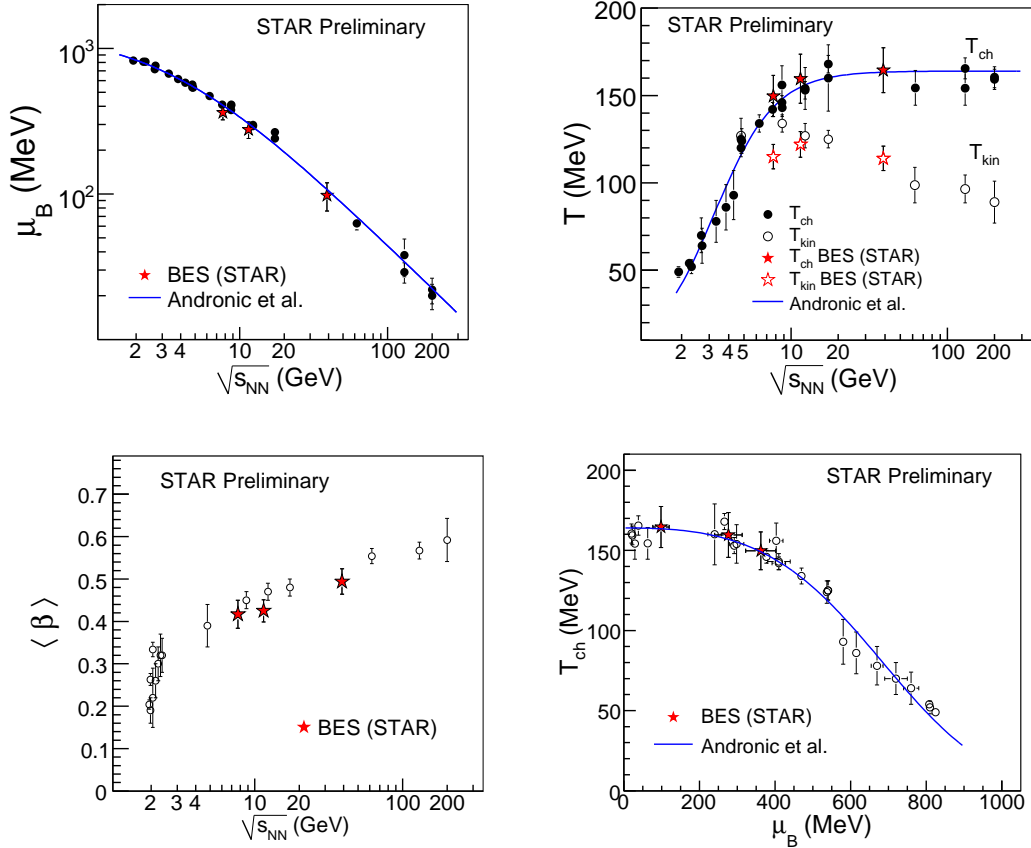 STAR Preliminary
10³
10²
μ_B (MeV)
BES (STAR)
Andronic et al.
2 3 4 10 20 100 200
√s_NN (GeV)
STAR Preliminary
200
150
100
50
T (MeV)
T_ch
T_kin
T_ch
T_kin
T_ch BES (STAR)
T_kin BES (STAR)
Andronic et al.
2 3 4 5 10 20 100 200
√s_NN (GeV)
STAR Preliminary
0.7
0.6
0.5
0.4
0.3
0.2
0.1
0
⟨ β ⟩
BES (STAR)
2 3 4 10 20 100 200
√s_NN (GeV)
STAR Preliminary
200
150
100
50
0
T_ch (MeV)
BES (STAR)
Andronic et al.
0 200 400 600 800 1000
μ_B (MeV)